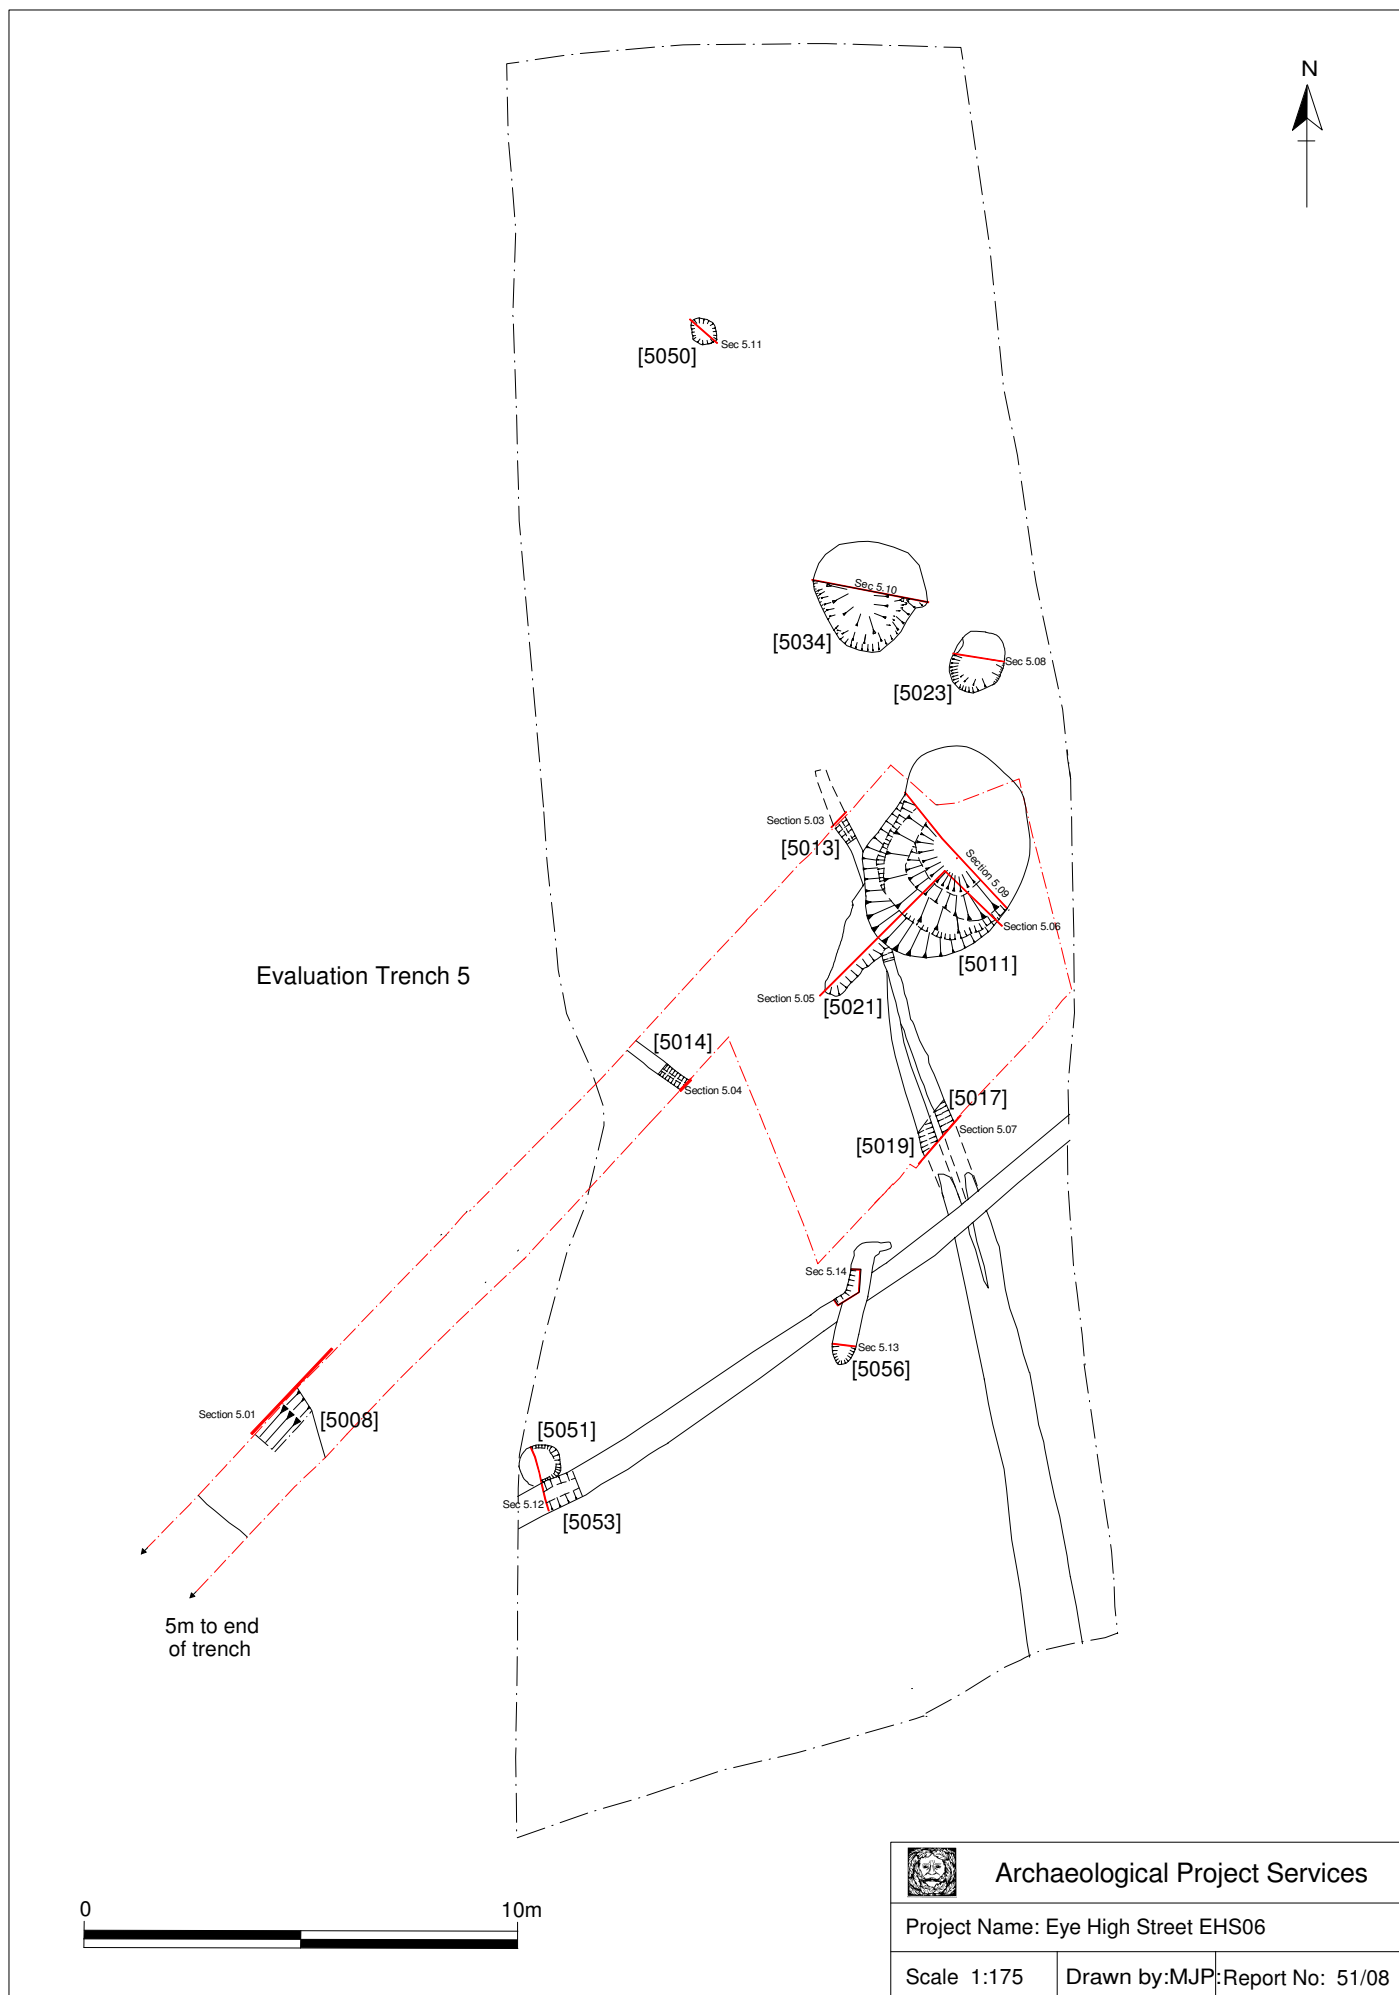 N
[5050]
Sec 5.11
Sec 5.10
[5034]
Sec 5.08
[5023]
Section 5.03
[5013]
Section 5.09
Section 5.06
[5011]
Evaluation Trench 5
Section 5.05
[5021]
[5014]
Section 5.04
[5017]
Section 5.07
[5019]
Sec 5.14
Sec 5.13
[5056]
Section 5.01
[5008]
[5051]
Sec 5.12
[5053]
5m to end
of trench
0
10m
Archaeological Project Services
Project Name: Eye High Street EHS06
Scale 1:175
Drawn by:MJP:
Report No: 51/08